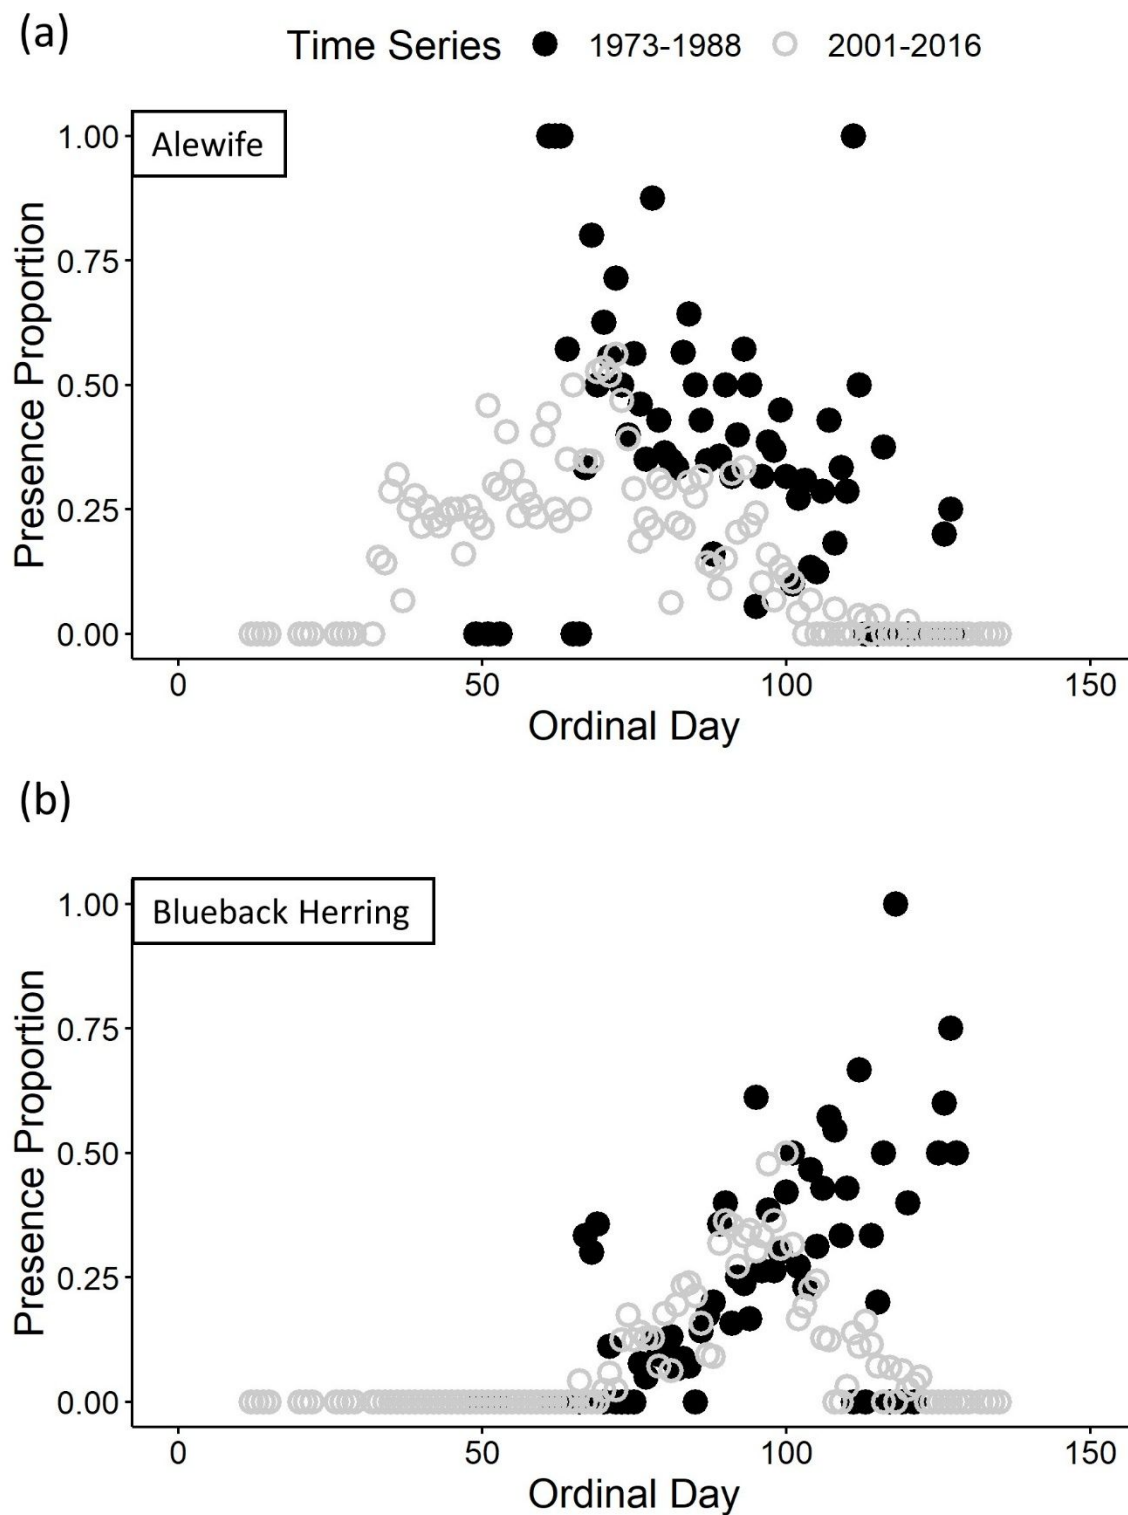 (a)
Time Series 1973-1988 2001-2016
Alewife
1.00
0.75
0.50
0.25
0.00
Presence Proportion
0 50 100 150
Ordinal Day
(b)
Blueback Herring
1.00
0.75
0.50
0.25
0.00
Presence Proportion
0 50 100 150
Ordinal Day